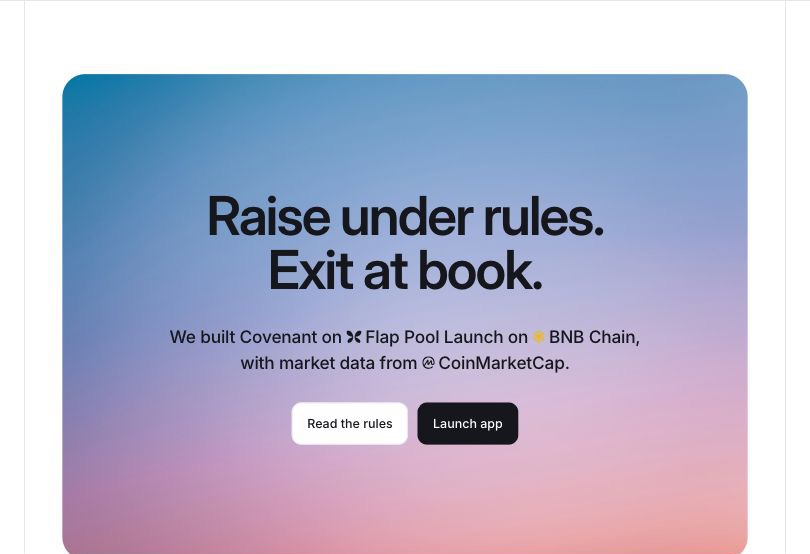 Raise under rules.
Exit at book.
We built Covenant on Flap Pool Launch on BNB Chain,
with market data from CoinMarketCap.
Read the rules
Launch app